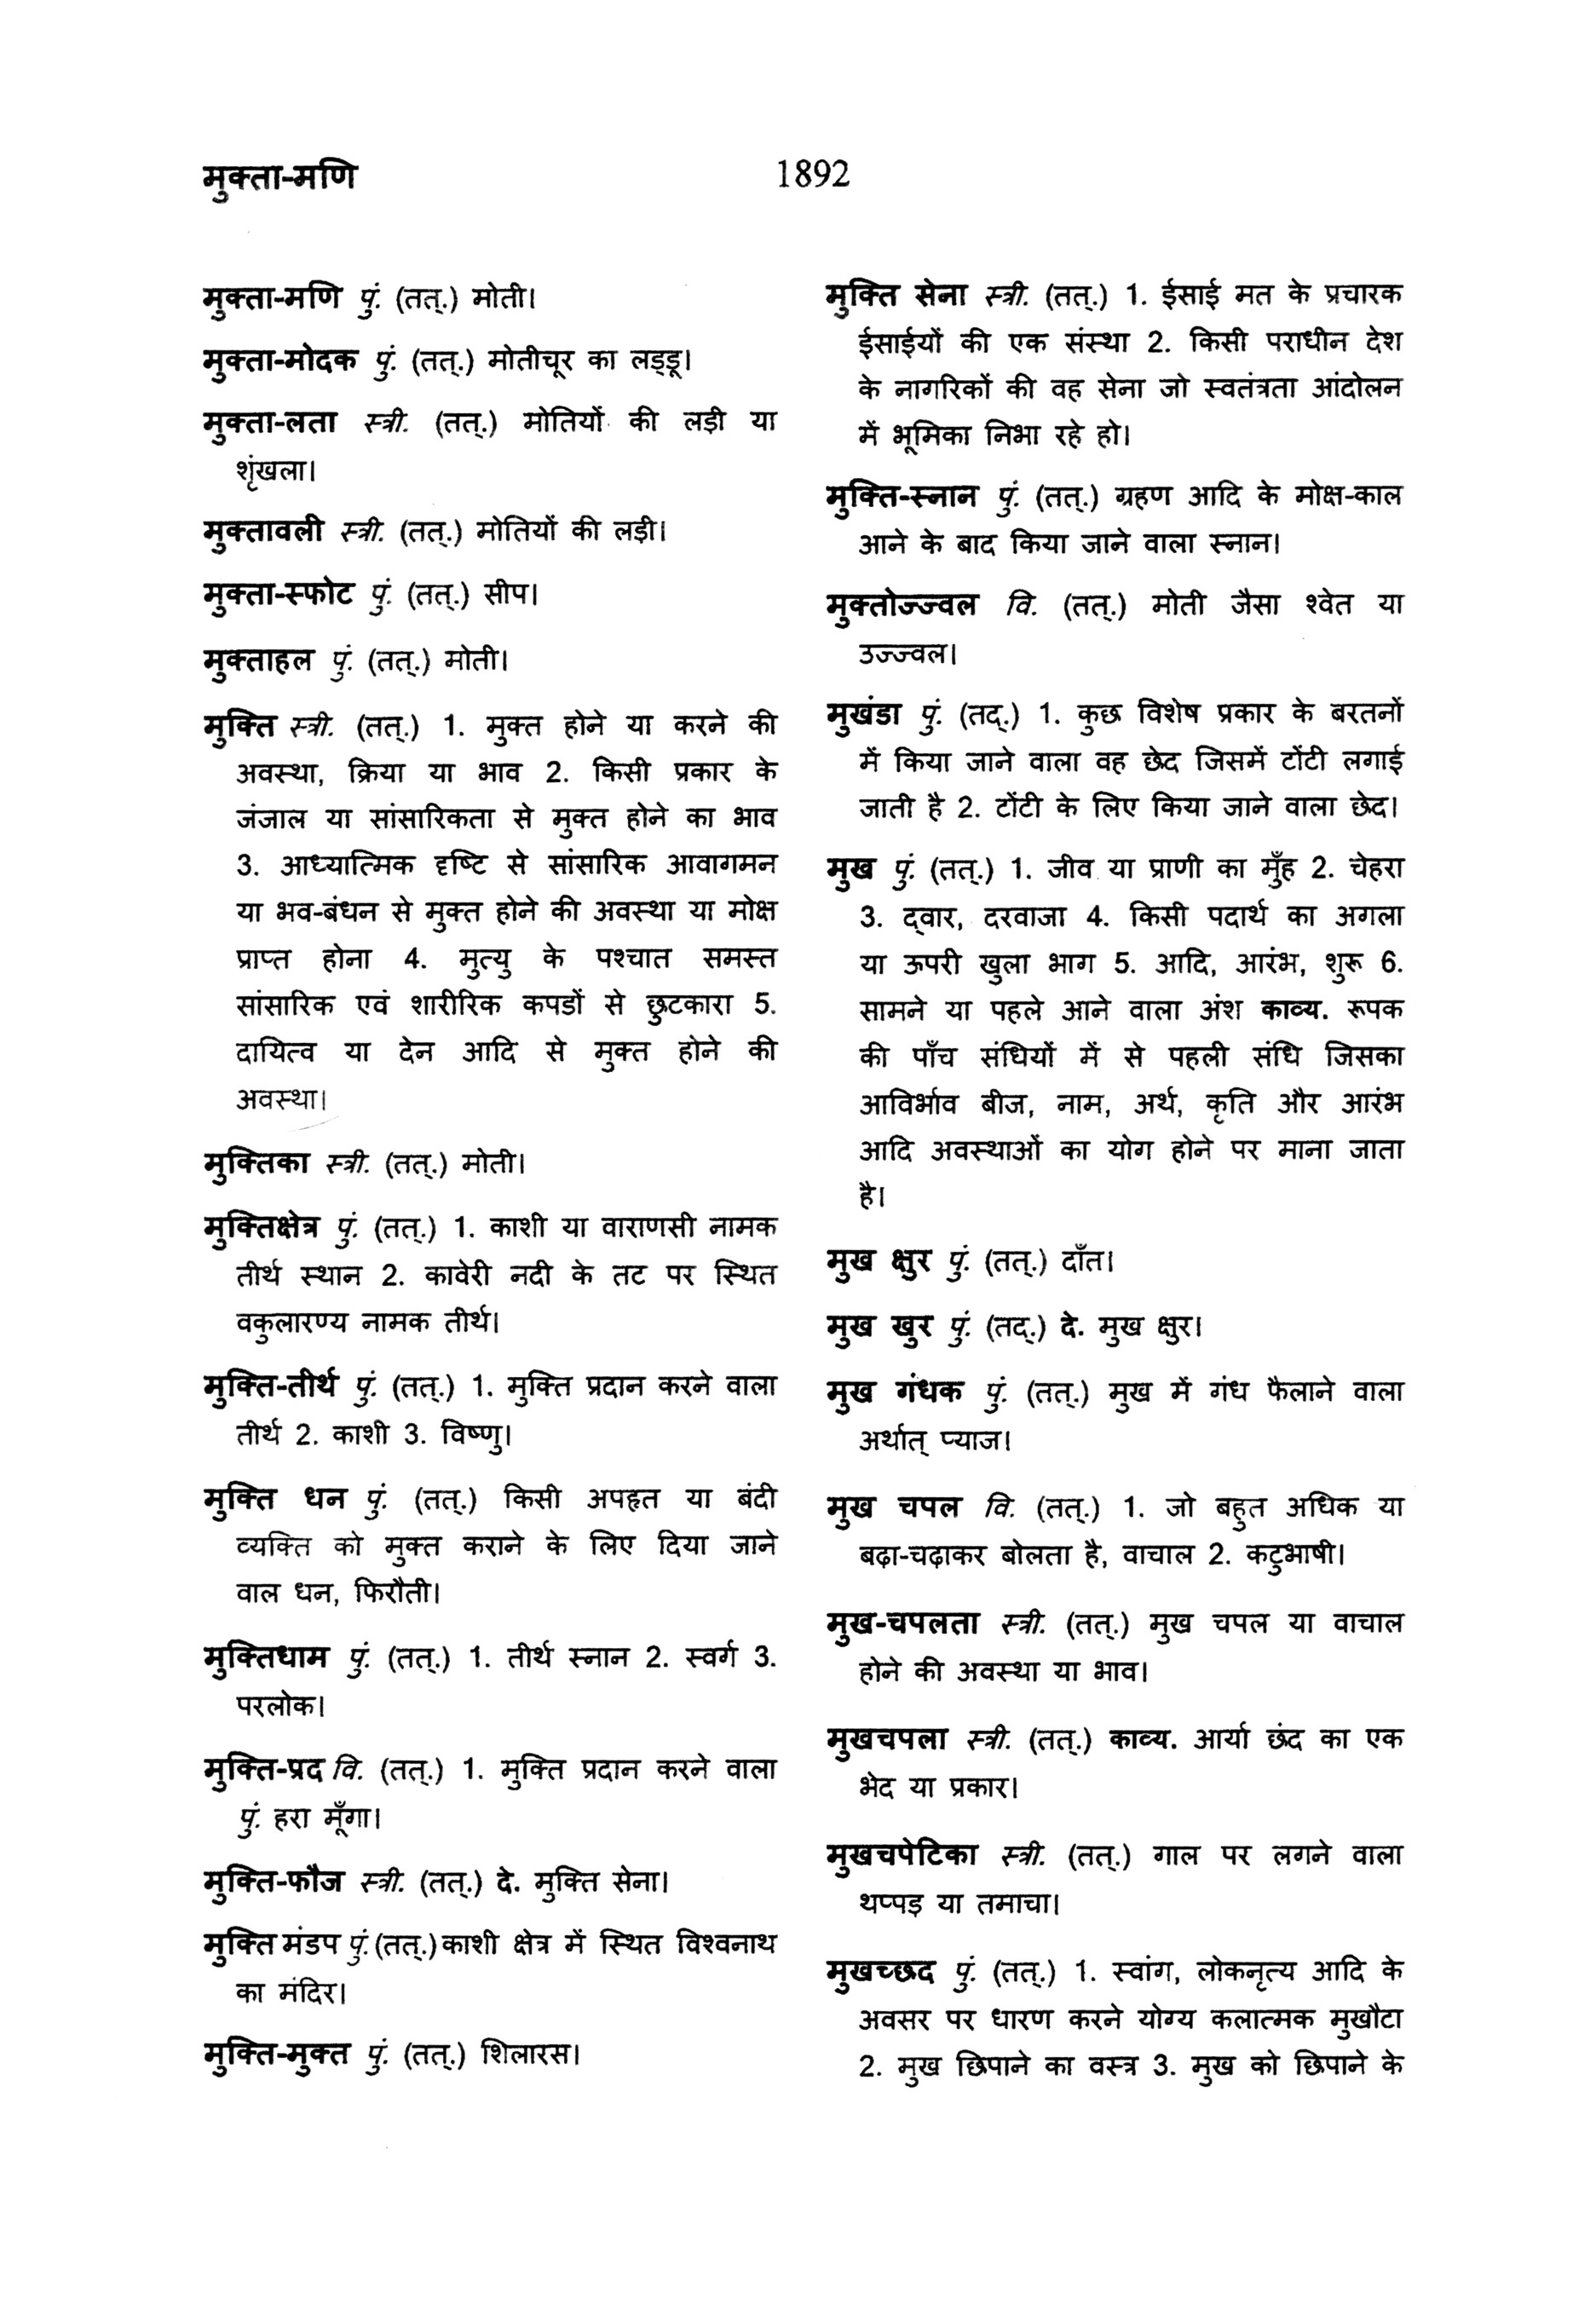 मुक्ता-मणि
1892
मुक्ता-मणि पुं. (तत्.) मोती।
मुक्ता-मोदक पुं. (तत्.) मोतीचूर का लड्डू।
मुक्ता-लता स्त्री. (तत्.) मोतियों की लड़ी या
शृंखला।
मुक्तावली स्त्री. (तत्.) मोतियों की लड़ी।
मुक्ता-स्फोट पुं. (तत्.) सीप।
मुक्ताहल पुं. (तत्.) मोती।
मुक्ति स्त्री. (तत्.) 1. मुक्त होने या करने की
अवस्था, क्रिया या भाव 2. किसी प्रकार के
जंजाल या सांसारिकता से मुक्त होने का भाव
3. आध्यात्मिक दृष्टि से सांसारिक आवागमन
या भव-बंधन से मुक्त होने की अवस्था या मोक्ष
प्राप्त होना 4. मुत्यु के पश्चात समस्त
सांसारिक एवं शारीरिक कपडों से छुटकारा 5.
दायित्व या देन आदि से मुक्त होने की
अवस्था।
मुक्तिका स्त्री. (तत्.) मोती।
मुक्तिक्षेत्र पुं. (तत्.) 1. काशी या वाराणसी नामक
तीर्थ स्थान 2. कावेरी नदी के तट पर स्थित
वकुलारण्य नामक तीर्थ।
मुक्ति-तीर्थ पुं. (तत्.) 1. मुक्ति प्रदान करने वाला
तीर्थ 2. काशी 3. विष्णु।
मुक्ति धन पुं. (तत्.) किसी अपहृत या बंदी
व्यक्ति को मुक्त कराने के लिए दिया जाने
वाल धन, फिरौती।
मुक्तिधाम पुं. (तत्.) 1. तीर्थ स्नान 2. स्वर्ग 3.
परलोक।
मुक्ति-प्रद वि. (तत्.) 1. मुक्ति प्रदान करने वाला
पुं. हरा मूँगा।
मुक्ति-फौज स्त्री. (तत्.) दे. मुक्ति सेना।
मुक्ति मंडप पुं. (तत्.) काशी क्षेत्र में स्थित विश्वनाथ
का मंदिर।
मुक्ति-मुक्त पुं. (तत्.) शिलारस।
मुक्ति सेना स्त्री. (तत्.) 1. ईसाई मत के प्रचारक
ईसाईयों की एक संस्था 2. किसी पराधीन देश
के नागरिकों की वह सेना जो स्वतंत्रता आंदोलन
में भूमिका निभा रहे हो।
मुक्ति-स्नान पुं. (तत्.) ग्रहण आदि के मोक्ष-काल
आने के बाद किया जाने वाला स्नान।
मुक्तोज्ज्वल वि. (तत्.) मोती जैसा श्वेत या
उज्ज्वल।
मुखंडा पुं. (तद्.) 1. कुछ विशेष प्रकार के बरतनों
में किया जाने वाला वह छेद जिसमें टोंटी लगाई
जाती है 2. टोंटी के लिए किया जाने वाला छेद।
मुख पुं. (तत्.) 1. जीव या प्राणी का मुँह 2. चेहरा
3. द्वार, दरवाजा 4. किसी पदार्थ का अगला
या ऊपरी खुला भाग 5. आदि, आरंभ, शुरू 6.
सामने या पहले आने वाला अंश काव्य. रूपक
की पाँच संधियों में से पहली संधि जिसका
आविर्भाव बीज, नाम, अर्थ, कृति और आरंभ
आदि अवस्थाओं का योग होने पर माना जाता
है।
मुख क्षुर पुं. (तत्.) दाँत।
मुख खुर पुं. (तद्.) दे. मुख क्षुर।
मुख गंधक पुं. (तत्.) मुख में गंध फैलाने वाला
अर्थात् प्याज।
मुख चपल वि. (तत्.) 1. जो बहुत अधिक या
बढ़ा-चढ़ाकर बोलता है, वाचाल 2. कटुभाषी।
मुख-चपलता स्त्री. (तत्.) मुख चपल या वाचाल
होने की अवस्था या भाव।
मुखचपला स्त्री. (तत्.) काव्य. आर्या छंद का एक
भेद या प्रकार।
मुखचपेटिका स्त्री. (तत्.) गाल पर लगने वाला
थप्पड़ या तमाचा।
मुखच्छद पुं. (तत्.) 1. स्वांग, लोकनृत्य आदि के
अवसर पर धारण करने योग्य कलात्मक मुखौटा
2. मुख छिपाने का वस्त्र 3. मुख को छिपाने के